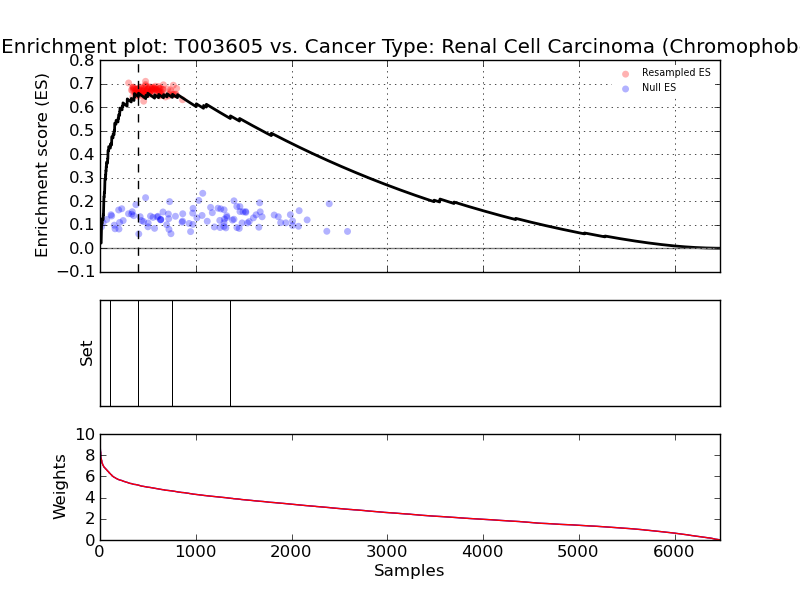 Enrichment plot: T003605 vs. Cancer Type: Renal Cell Carcinoma (Chromophob
0.8
0.7
0.6
0.5
0.4
0.3
0.2
0.1
0.0
−0.1
Enrichment score (ES)
Resampled ES
Null ES
Set
10
8
6
4
2
0
Weights
0 1000 2000 3000 4000 5000 6000
Samples